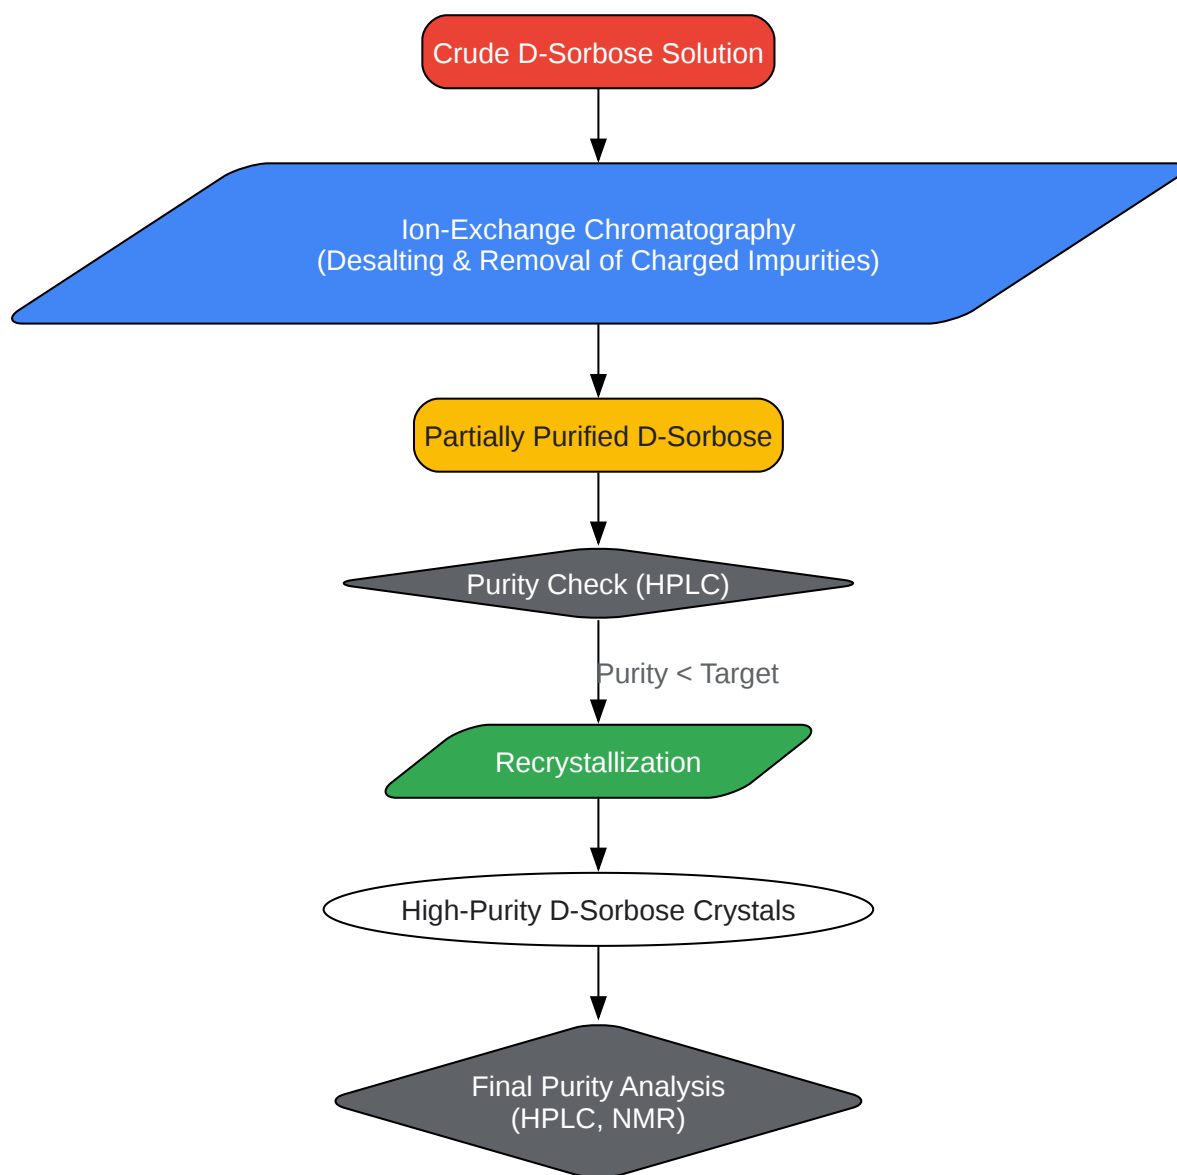 Crude D-Sorbose Solution
Ion-Exchange Chromatography
(Desalting & Removal of Charged Impurities)
Partially Purified D-Sorbose
Purity Check (HPLC)
Purity < Target
Recrystallization
High-Purity D-Sorbose Crystals
Final Purity Analysis
(HPLC, NMR)